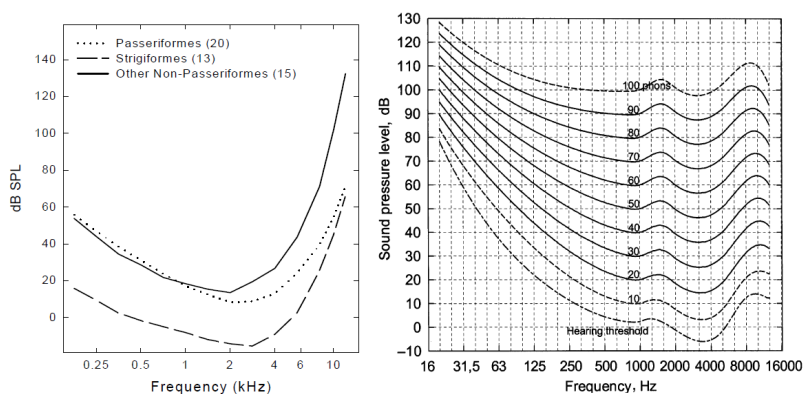 dB SPL
140
120
100
80
60
40
20
0
Passeriformes (20)
Strigiformes (13)
Other Non-Passeriformes (15)
0.25 0.5 1 2 4 6 10
Frequency (kHz)
Sound pressure level, dB
130
120
110
100
90
80
70
60
50
40
30
20
10
0
−10
100 phons
90
80
70
60
50
40
30
20
10
Hearing threshold
16 31,5 63 125 250 500 1000 2000 4000 8000 16000
Frequency, Hz